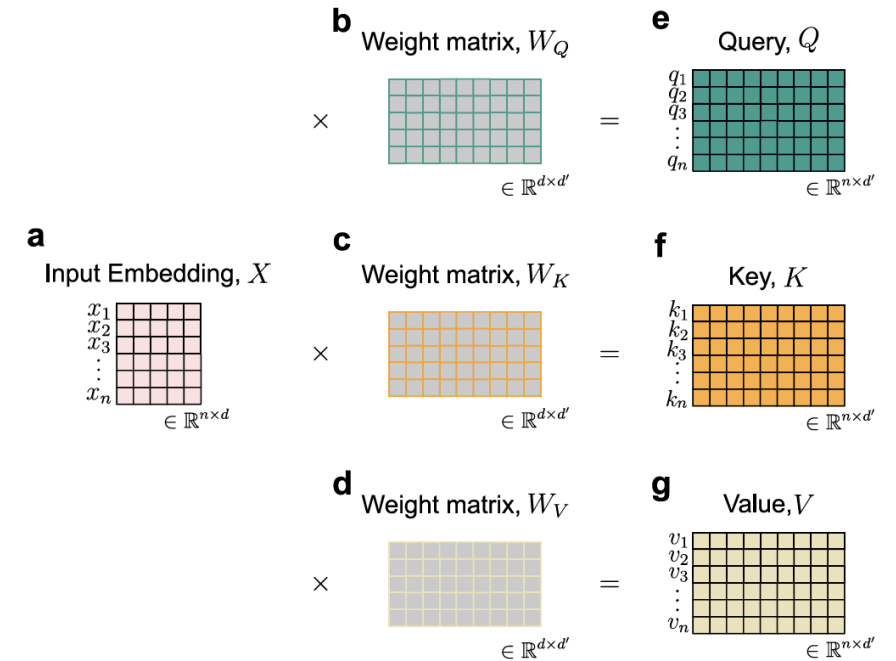 b
Weight matrix, W_Q
×
∈ ℝ^{d×d′}
=
e
Query, Q
q_1
q_2
q_3
⋮
q_n
∈ ℝ^{n×d′}
a
Input Embedding, X
x_1
x_2
x_3
⋮
x_n
∈ ℝ^{n×d}
c
Weight matrix, W_K
×
∈ ℝ^{d×d′}
=
f
Key, K
k_1
k_2
k_3
⋮
k_n
∈ ℝ^{n×d′}
d
Weight matrix, W_V
×
∈ ℝ^{d×d′}
=
g
Value,V
v_1
v_2
v_3
⋮
v_n
∈ ℝ^{n×d′}